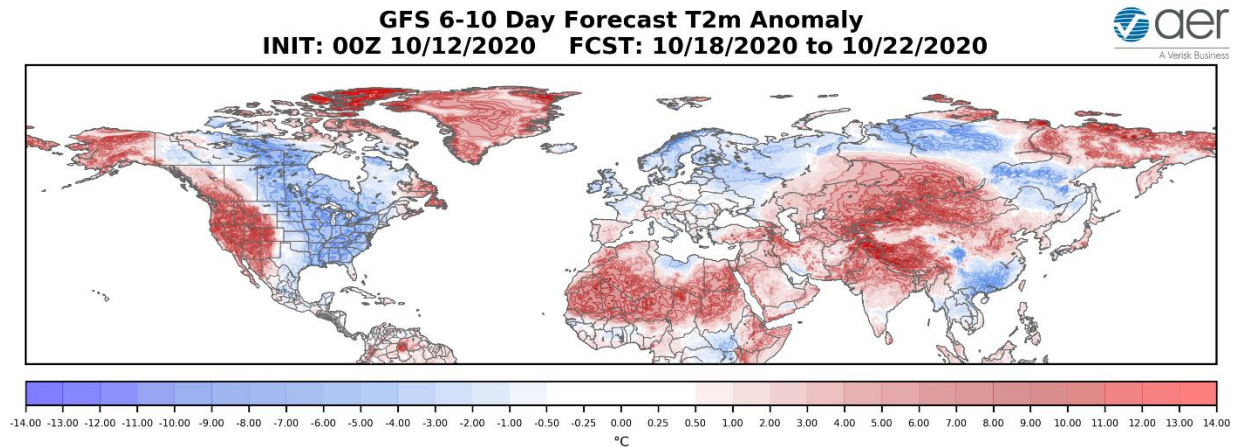 GFS 6-10 Day Forecast T2m Anomaly
INIT: 00Z 10/12/2020 FCST: 10/18/2020 to 10/22/2020
aer
A Verisk Business
-14.00 -13.00 -12.00 -11.00 -10.00 -9.00 -8.00 -7.00 -6.00 -5.00 -4.00 -3.00 -2.00 -1.00 -0.50 -0.25 0.00 0.25 0.50 1.00 2.00 3.00 4.00 5.00 6.00 7.00 8.00 9.00 10.00 11.00 12.00 13.00 14.00
°C